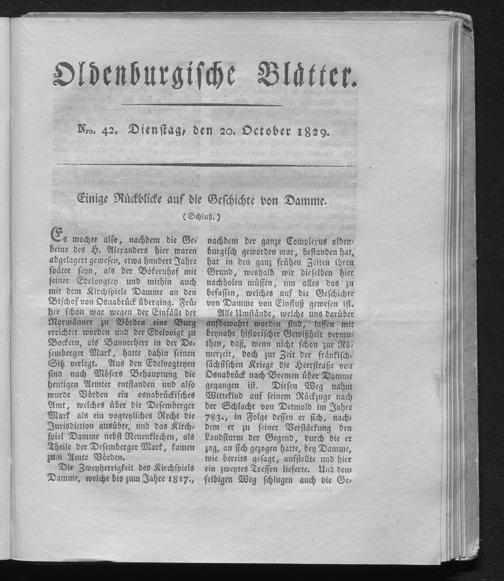 Oldenburgische Blätter.
Nro. 42. Dienstag, den 20. October 1829.
Einige Rückblicke auf die Geschichte von Damme.
(Schluß.)
Es mochte also, nachdem die Ge-
beine des H. Alexanders hier waren
abgelagert gewesen, etwa hundert Jahre
später seyn, als der Bökernhof mit
seiner Edelvogtey und mithin auch
mit dem Kirchspiele Damme an den
Bischof von Osnabrück überging. Frü-
her schon war wegen der Einfälle der
Normänner zu Vörden eine Burg
errichtet worden und der Edelvoigt zu
Bockern, als Bannerherr in der De-
semberger Mark, hatte dahin seinen
Sitz verlegt. Aus den Edelvogteyen
sind nach Mösers Behauptung die
heutigen Aemter entstanden und also
wurde Vörden ein osnabrückisches
Amt, welches über die Desemberger
Mark als ein vogteyliches Recht die
Jurisdiction ausübte, und das Kirch-
spiel Damme nebst Neuenkirchen, als
Theile der Desemberger Mark, kamen
zum Amte Vörden.
Die Zweyherrigkeit des Kirchspiels
Damme, welche bis zum Jahre 1817.,
nachdem der ganze Complexus olden-
burgisch geworden war, bestanden hat,
hat in den ganz frühen Zeiten ihren
Grund, weshalb wir dieselben hier
nachholen müssen, um alles das zu
befassen, welches auf die Geschichte
von Damme von Einfluß gewesen ist.
Alle Umstände, welche uns darüber
aufbewahrt worden sind, lassen mit
beynahe historischer Gewißheit vermu-
then, daß, wenn nicht schon zur Rö-
merzeit, doch zur Zeit der fränkisch-
sächsischen Kriege die Heerstraße von
Osnabrück nach Bremen über Damme
gegangen ist. Diesen Weg nahm
Wittekind auf seinem Rückzuge nach
der Schlacht von Detmold im Jahre
783., in Folge dessen er sich, nach-
dem er zu seiner Verstärkung den
Landsturm der Gegend, durch die er
zog, an sich gezogen hatte, bey Damme,
wie bereits gesagt, aufstellte und hier
ein zweytes Treffen lieferte. Und dem-
selbigen Weg schlugen auch die Ge-